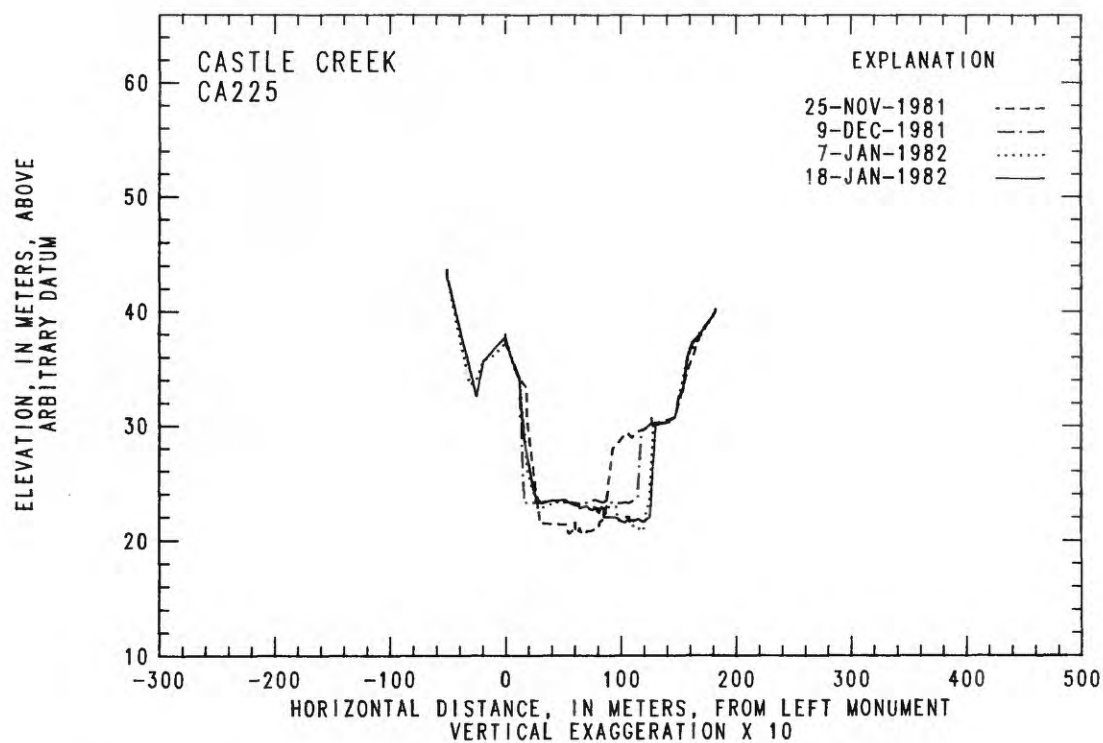 CASTLE CREEK
CA225
EXPLANATION
25-NOV-1981
9-DEC-1981
7-JAN-1982
18-JAN-1982
ELEVATION, IN METERS, ABOVE
ARBITRARY DATUM
60
50
40
30
20
10
-300
-200
-100
0
100
200
300
400
500
HORIZONTAL DISTANCE, IN METERS, FROM LEFT MONUMENT
VERTICAL EXAGGERATION X 10